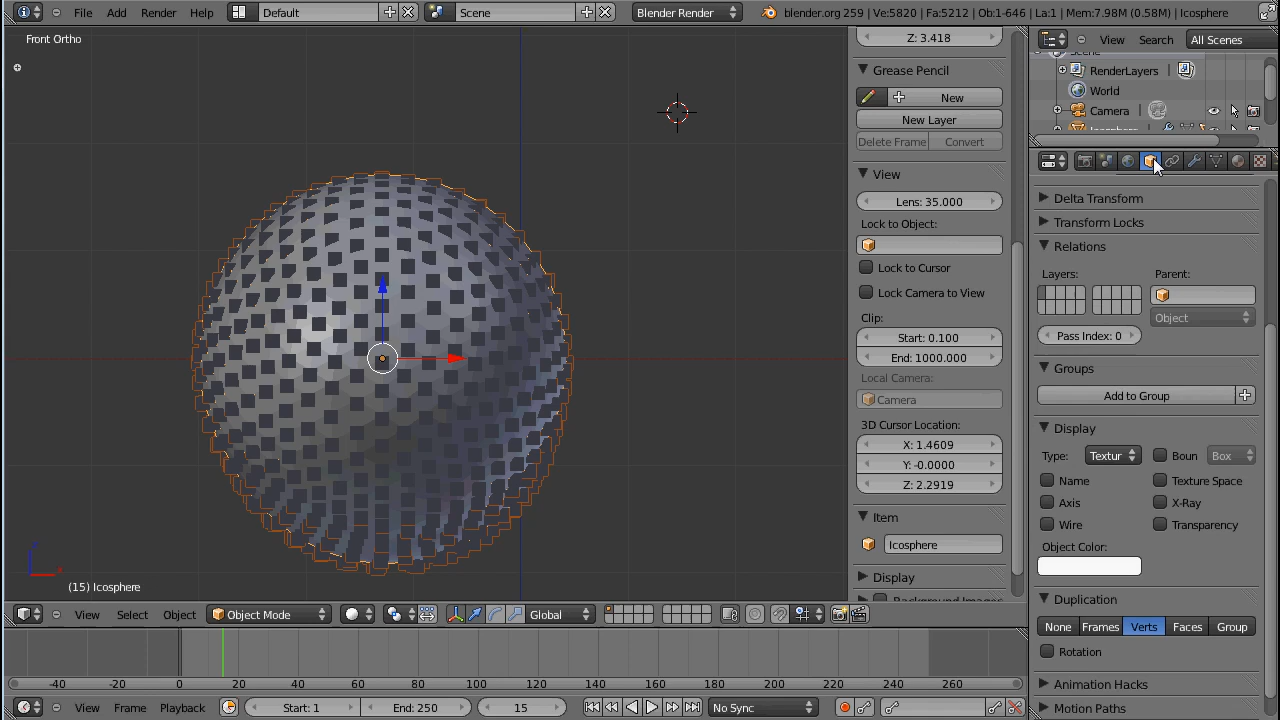 File Add Render Help Default Scene Blender Render blender.org 259 | Ve:5820 | Fa:5212 | Ob:1-646 | La:1 | Mem:7.98M (0.58M) | Icosphere
Front Ortho
(15) Icosphere
View Select Object Object Mode Global
Z: 3.418
Grease Pencil
New
New Layer
Delete Frame Convert
View
Lens: 35.000
Lock to Object:
Lock to Cursor
Lock Camera to View
Clip:
Start: 0.100
End: 1000.000
Local Camera:
Camera
3D Cursor Location:
X: 1.4609
Y: -0.0000
Z: 2.2919
Item
Icosphere
Display
Background Images
View Search All Scenes
Scene
RenderLayers
World
Camera
Icosphere
Delta Transform
Transform Locks
Relations
Layers: Parent:
Object
Pass Index: 0
Groups
Add to Group
Display
Type: Textur Boun Box
Name Texture Space
Axis X-Ray
Wire Transparency
Object Color:
Duplication
None Frames Verts Faces Group
Rotation
Animation Hacks
Motion Paths
-40 -20 0 20 40 60 80 100 120 140 160 180 200 220 240 260
View Frame Playback Start: 1 End: 250 15 No Sync